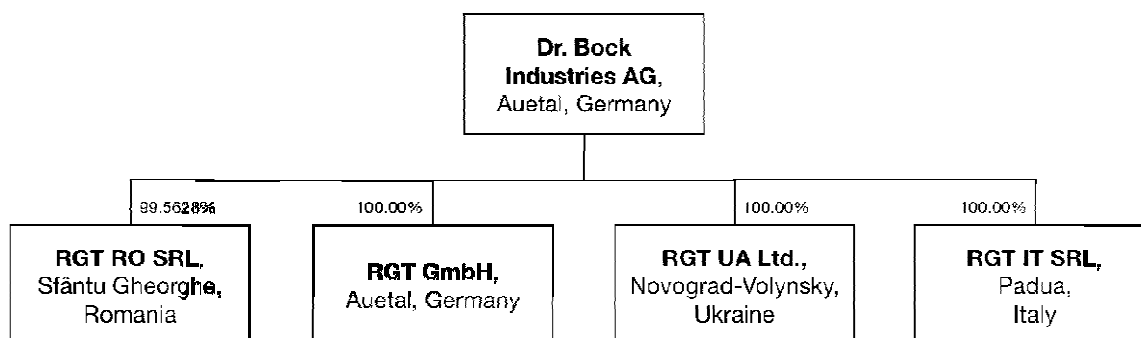 Dr. Bock
Industries AG,
Auetal, Germany
99.5628%
100.00%
100.00%
100.00%
RGT RO SRL,
Sfântu Gheorghe,
Romania
RGT GmbH,
Auetal, Germany
RGT UA Ltd.,
Novograd-Volynsky,
Ukraine
RGT IT SRL,
Padua,
Italy